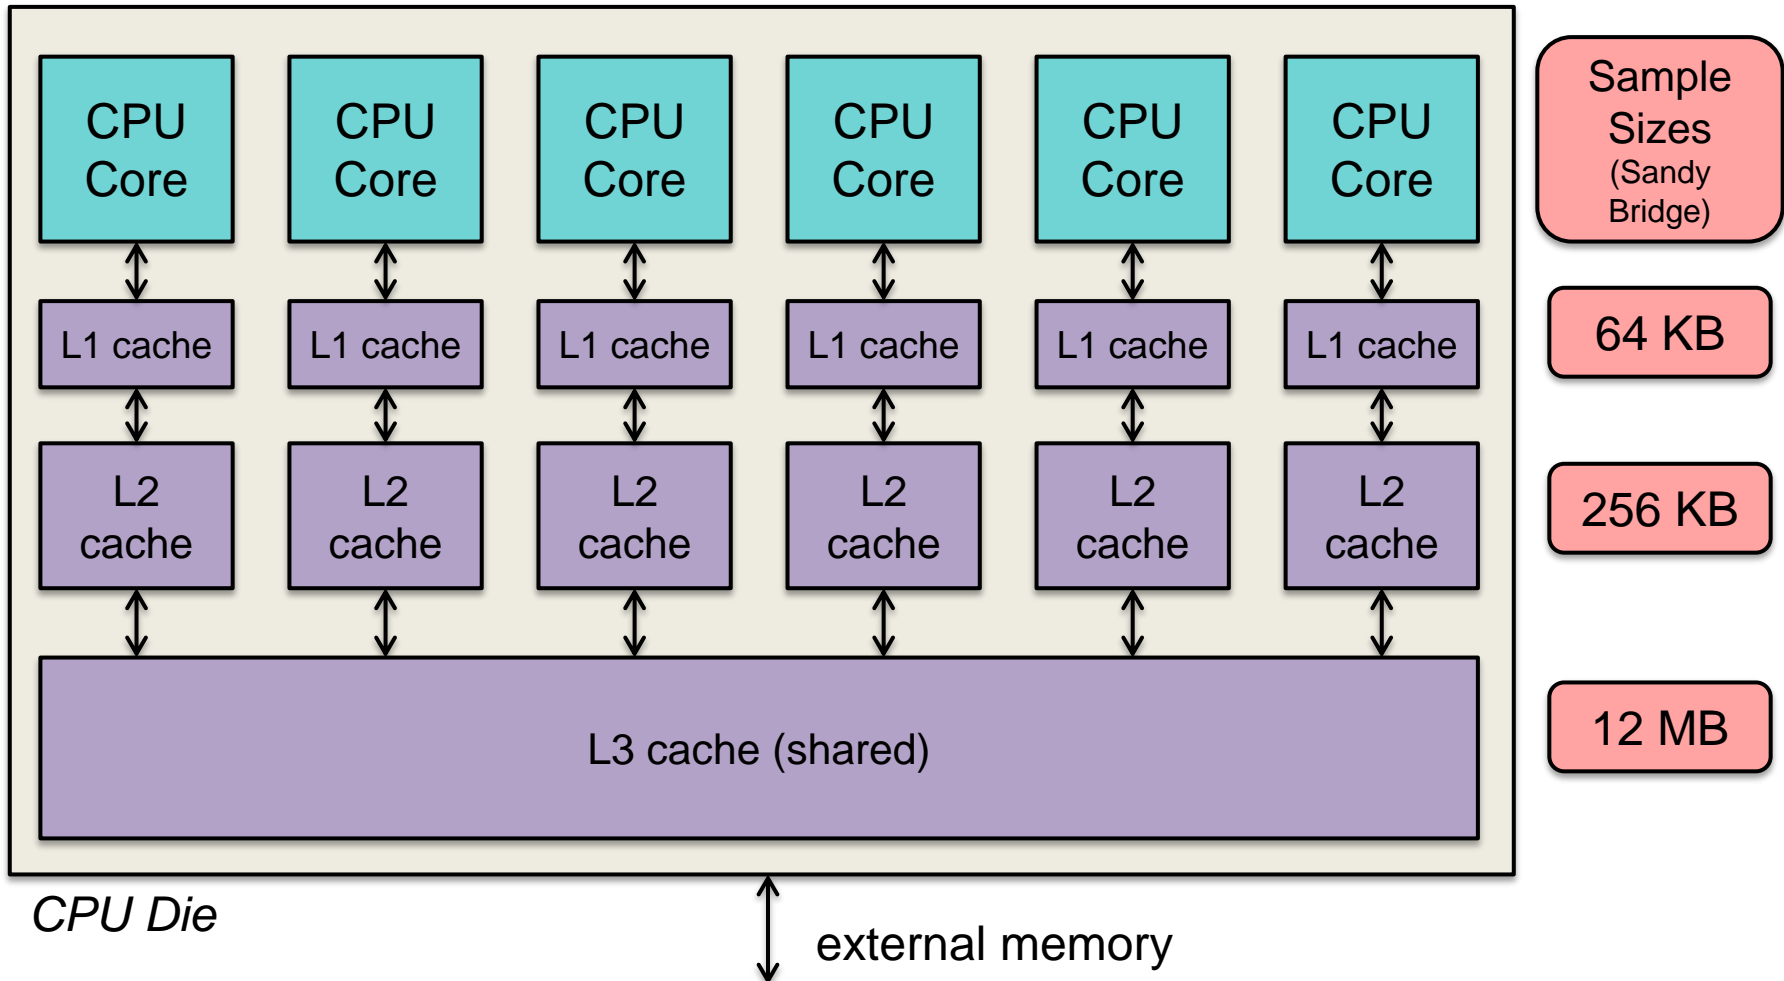 CPU
Core
CPU
Core
CPU
Core
CPU
Core
CPU
Core
CPU
Core
Sample
Sizes
(Sandy
Bridge)
L1 cache
L1 cache
L1 cache
L1 cache
L1 cache
L1 cache
64 KB
L2
cache
L2
cache
L2
cache
L2
cache
L2
cache
L2
cache
256 KB
L3 cache (shared)
12 MB
CPU Die
external memory